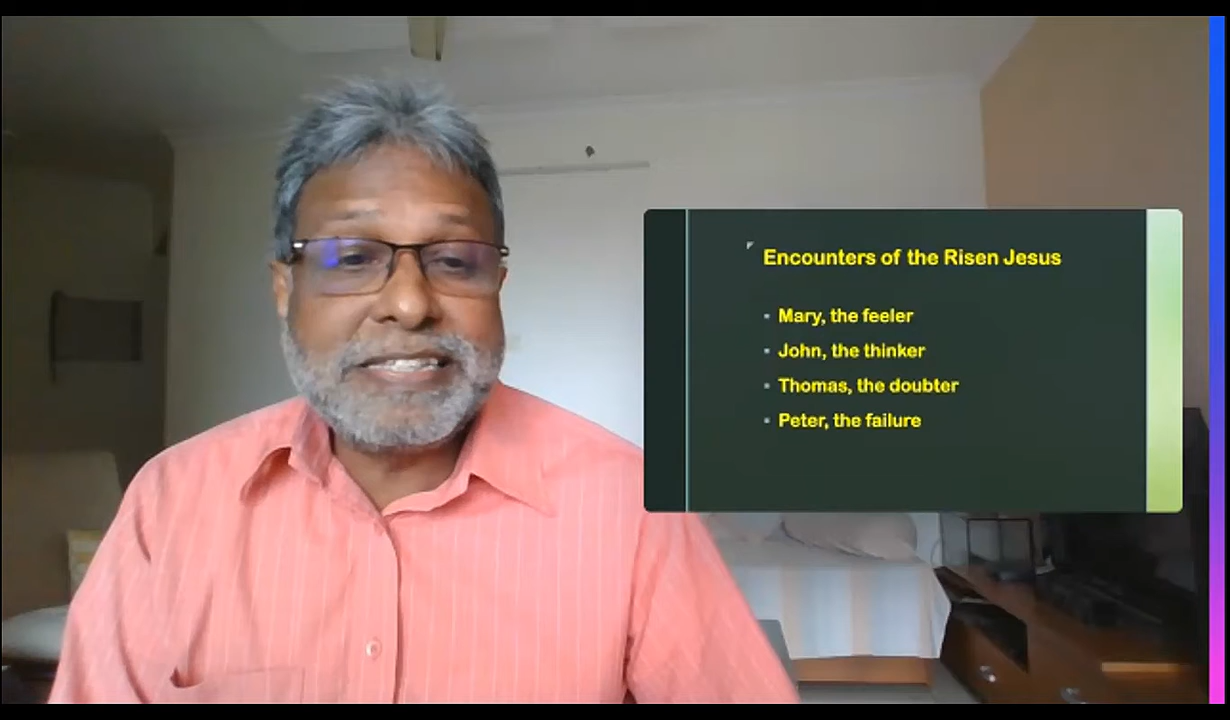 Encounters of the Risen Jesus
▪ Mary, the feeler
▪ John, the thinker
▪ Thomas, the doubter
▪ Peter, the failure